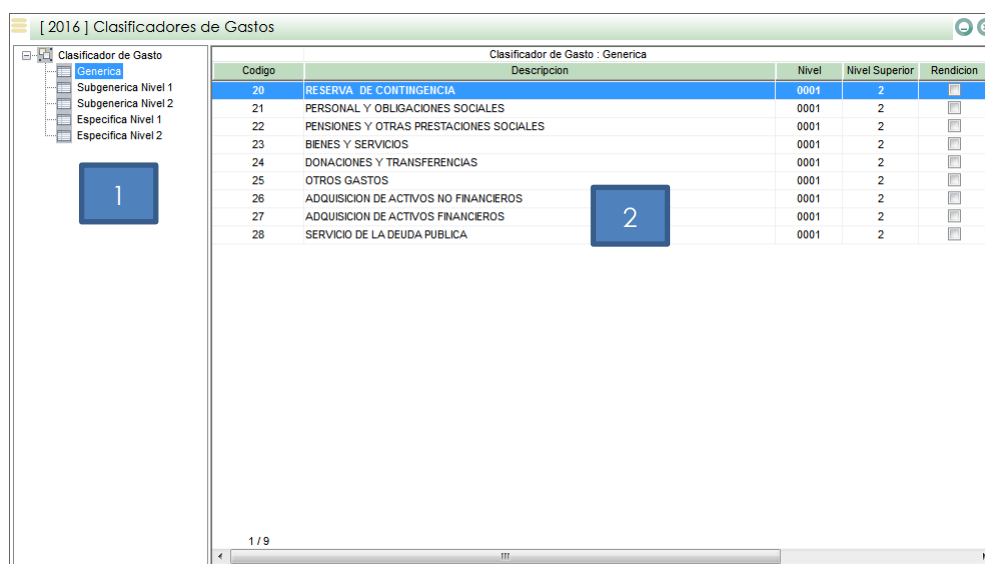 [ 2016 ] Clasificadores de Gastos
Clasificador de Gasto
Generica
Subgenerica Nivel 1
Subgenerica Nivel 2
Especifica Nivel 1
Especifica Nivel 2
1
Clasificador de Gasto : Generica
Codigo Descripcion Nivel Nivel Superior Rendicion
20 RESERVA DE CONTINGENCIA 0001 2
21 PERSONAL Y OBLIGACIONES SOCIALES 0001 2
22 PENSIONES Y OTRAS PRESTACIONES SOCIALES 0001 2
23 BIENES Y SERVICIOS 0001 2
24 DONACIONES Y TRANSFERENCIAS 0001 2
25 OTROS GASTOS 0001 2
26 ADQUISICION DE ACTIVOS NO FINANCIEROS 0001 2
27 ADQUISICION DE ACTIVOS FINANCIEROS 0001 2
28 SERVICIO DE LA DEUDA PUBLICA 0001 2
2
1 / 9